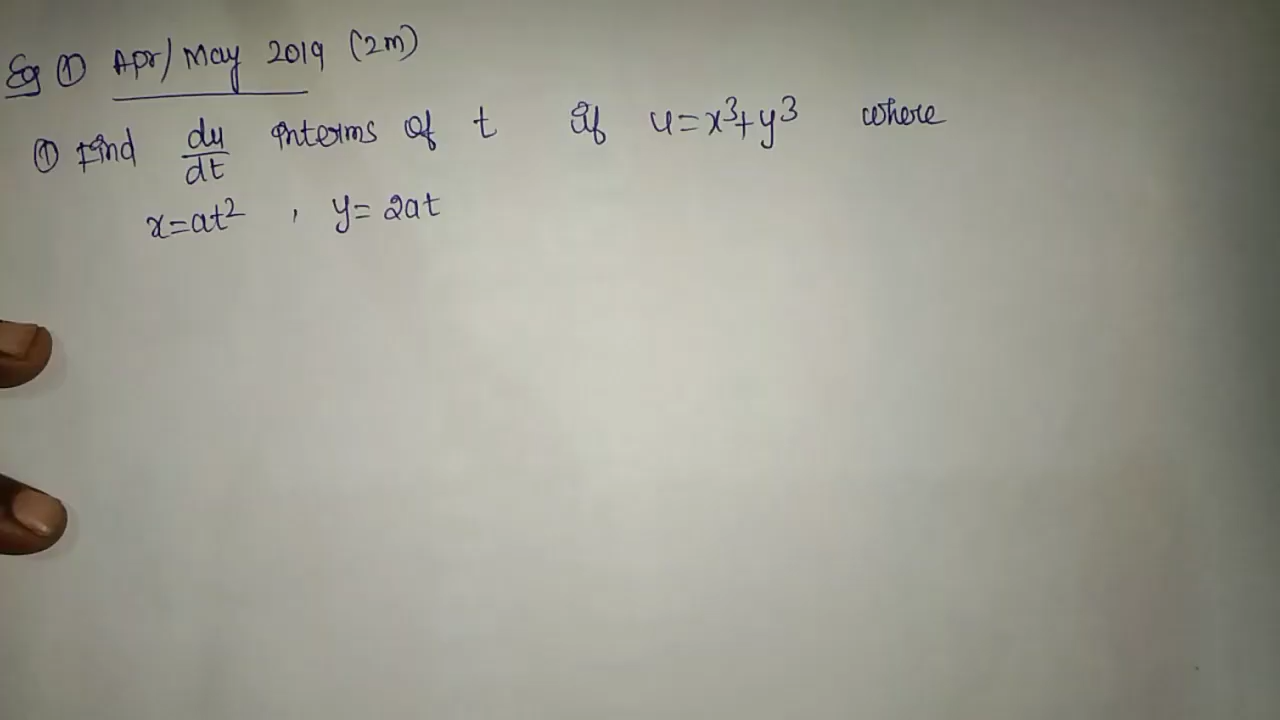 Eg ① Apr/May 2019 (2m)
① Find du/dt interms of t if u=x³+y³ where
x=at² , y=2at